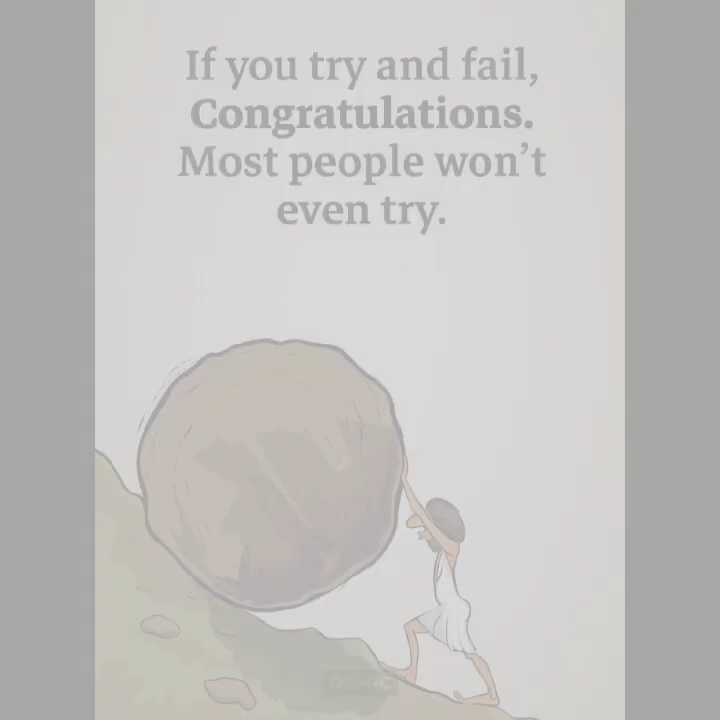 If you try and fail,
Congratulations.
Most people won’t
even try.